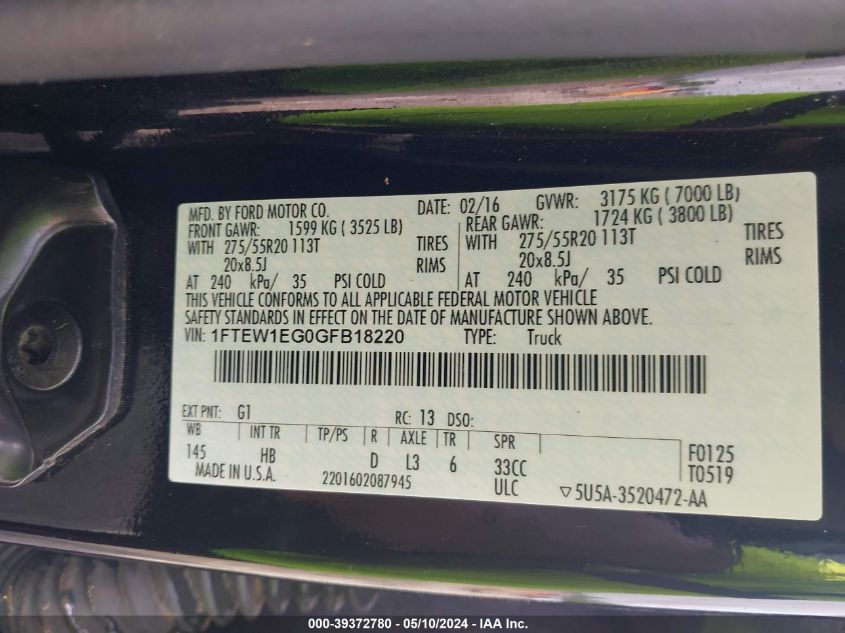 MFD. BY FORD MOTOR CO. DATE: 02/16 GVWR: 3175 KG ( 7000 LB)
FRONT GAWR: 1599 KG ( 3525 LB) REAR GAWR: 1724 KG ( 3800 LB)
WITH 275/55R20 113T TIRES WITH 275/55R20 113T TIRES
20x8.5J RIMS 20x8.5J RIMS
AT 240 kPa/ 35 PSI COLD AT 240 kPa/ 35 PSI COLD
THIS VEHICLE CONFORMS TO ALL APPLICABLE FEDERAL MOTOR VEHICLE
SAFETY STANDARDS IN EFFECT ON THE DATE OF MANUFACTURE SHOWN ABOVE.
VIN: 1FTEW1EG0GFB18220 TYPE: Truck
EXT PNT: G1 RC: 13 DSO:
WB INT TR TP/PS R AXLE TR SPR F0125
145 HB D L3 6 33CC T0519
MADE IN U.S.A. 2201602087945 ULC ▽5U5A-3520472-AA
000-39372780 - 05/10/2024 - IAA Inc.